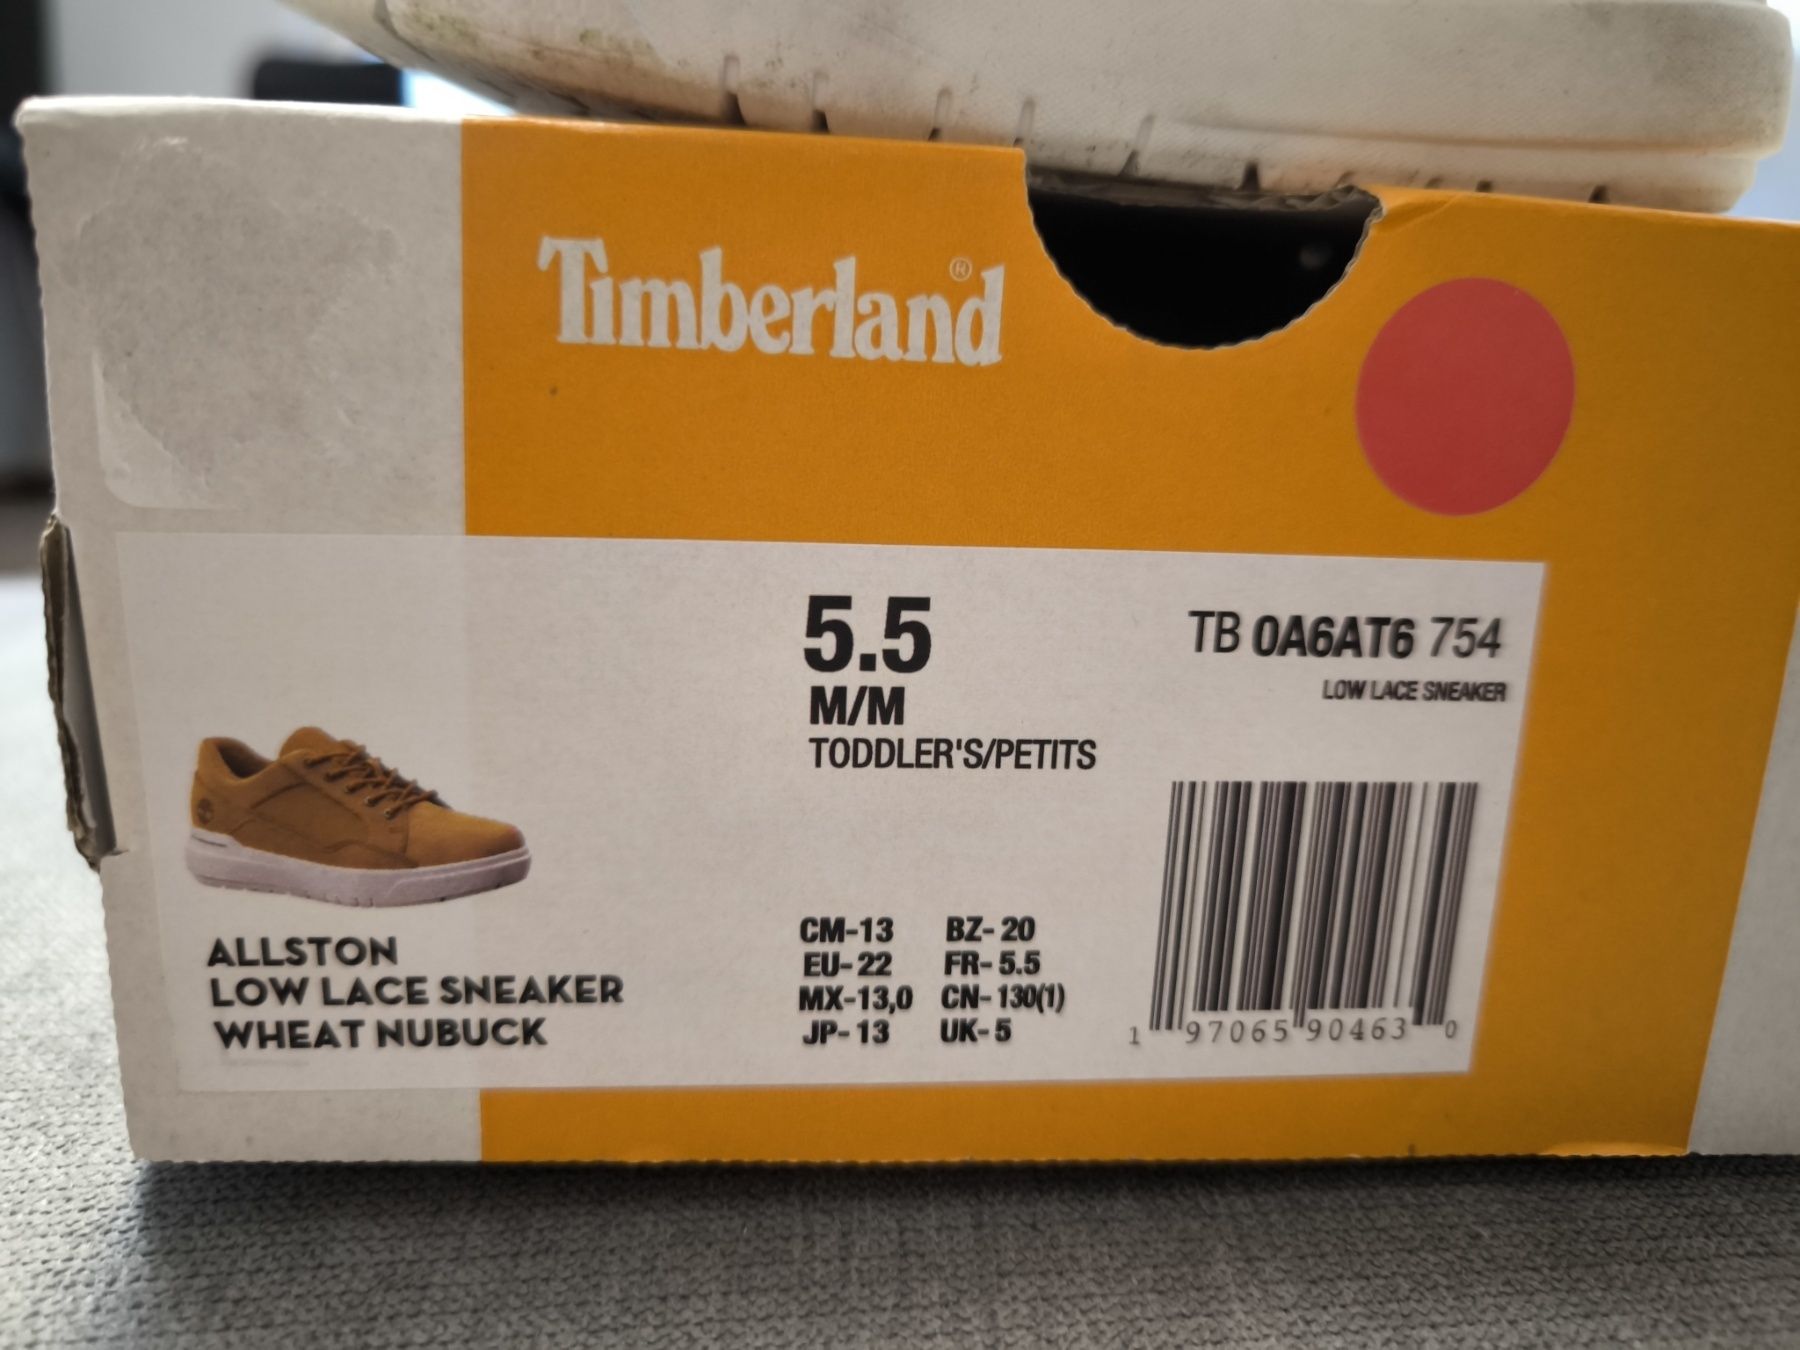 Timberland®
5.5
M/M
TODDLER'S/PETITS
TB 0A6AT6 754
LOW LACE SNEAKER
ALLSTON
LOW LACE SNEAKER
WHEAT NUBUCK
CM-13 BZ-20
EU-22 FR-5.5
MX-13,0 CN-130(1)
JP-13 UK-5
1 97065 90463 0